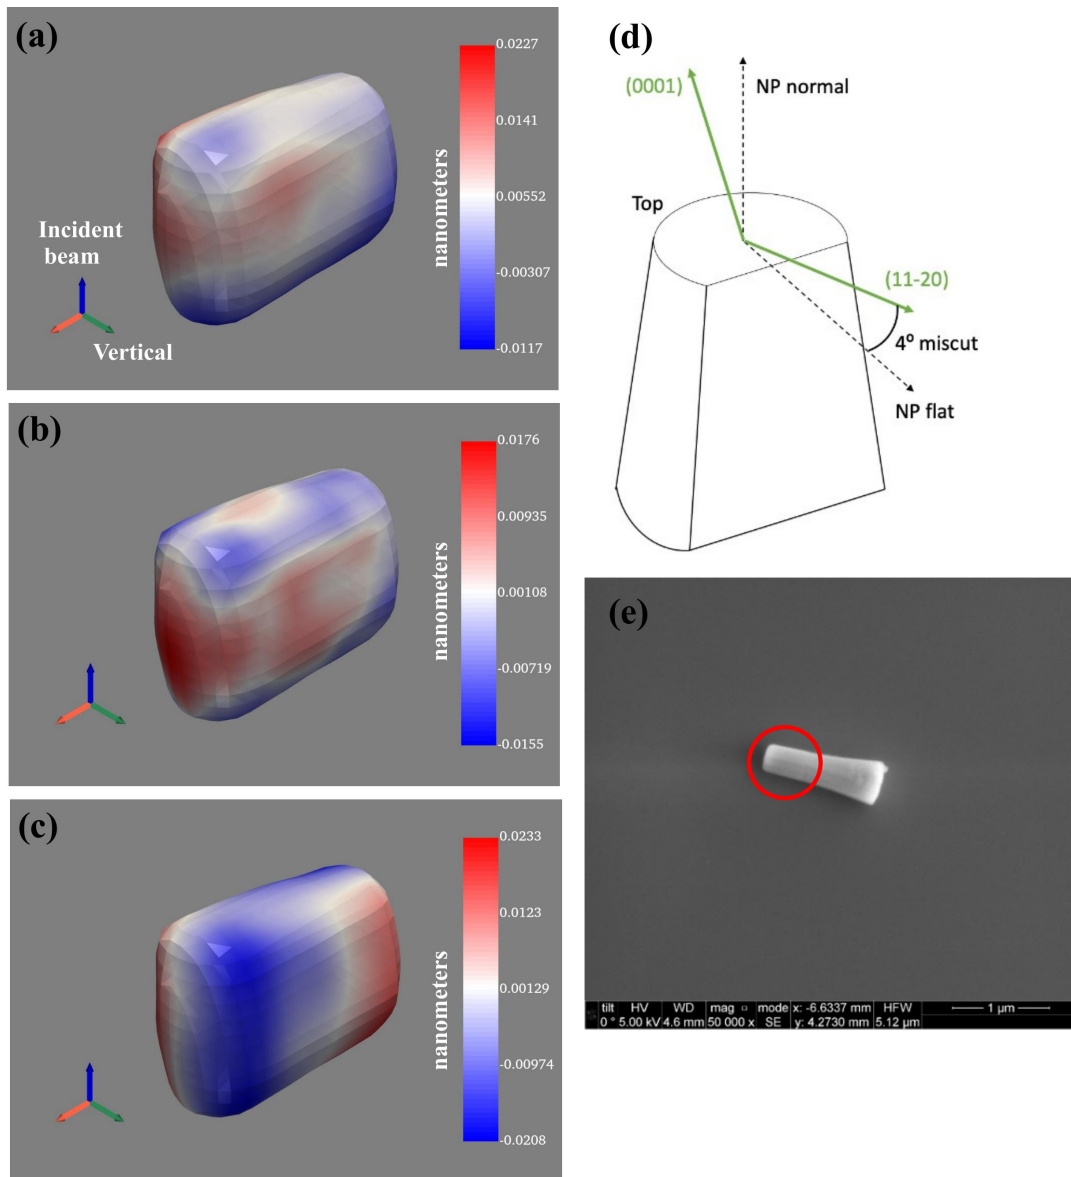 (a)
0.0227
0.0141
0.00552
-0.00307
-0.0117
nanometers
Incident
beam
Vertical
(b)
0.0176
0.00935
0.00108
-0.00719
-0.0155
nanometers
(c)
0.0233
0.0123
0.00129
-0.00974
-0.0208
nanometers
(d)
(0001)
NP normal
Top
(11-20)
4° miscut
NP flat
(e)
tilt HV WD mag □ mode x: -6.6337 mm HFW
0 ° 5.00 kV 4.6 mm 50 000 x SE y: 4.2730 mm 5.12 µm
1 µm